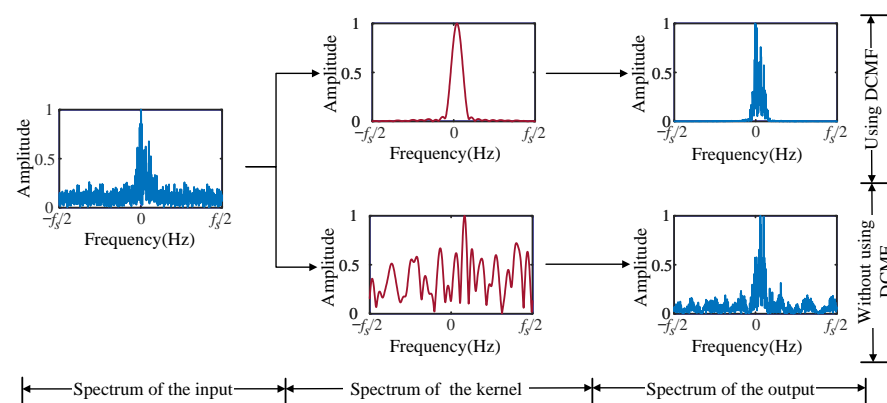 1
0.5
0
Amplitude
−fs/2
0
fs/2
Frequency(Hz)
1
0.5
0
Amplitude
−fs/2
0
fs/2
Frequency(Hz)
1
0.5
0
Amplitude
−fs/2
0
fs/2
Frequency(Hz)
Using DCMF
1
0.5
0
Amplitude
−fs/2
0
fs/2
Frequency(Hz)
1
0.5
0
Amplitude
−fs/2
0
fs/2
Frequency(Hz)
Without using
DCMF
Spectrum of the input
Spectrum of the kernel
Spectrum of the output